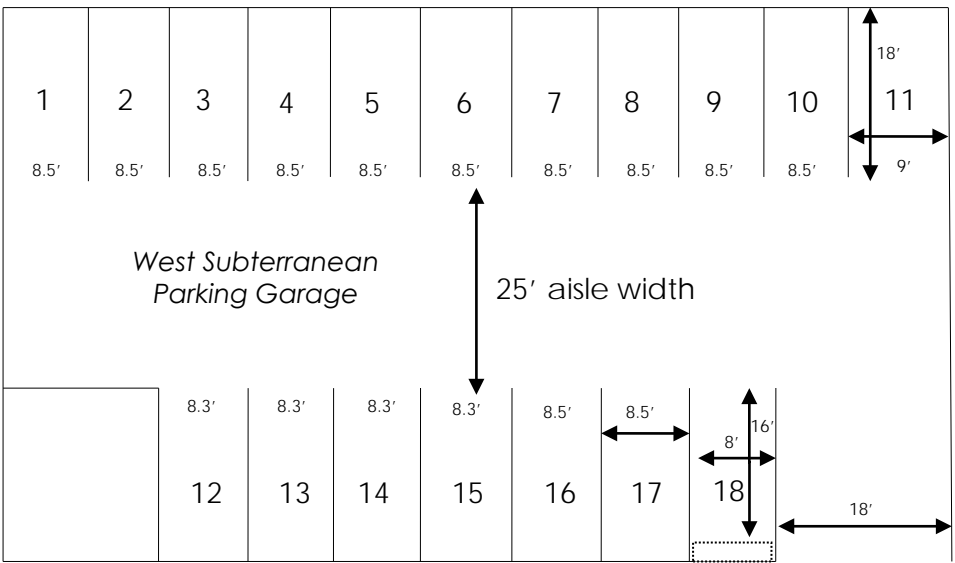 18′
1 2 3 4 5 6 7 8 9 10 11
8.5′ 8.5′ 8.5′ 8.5′ 8.5′ 8.5′ 8.5′ 8.5′ 8.5′ 8.5′ 9′
West Subterranean
Parking Garage
25′ aisle width
8.3′ 8.3′ 8.3′ 8.3′ 8.5′ 8.5′
16′
8′
12 13 14 15 16 17 18
18′